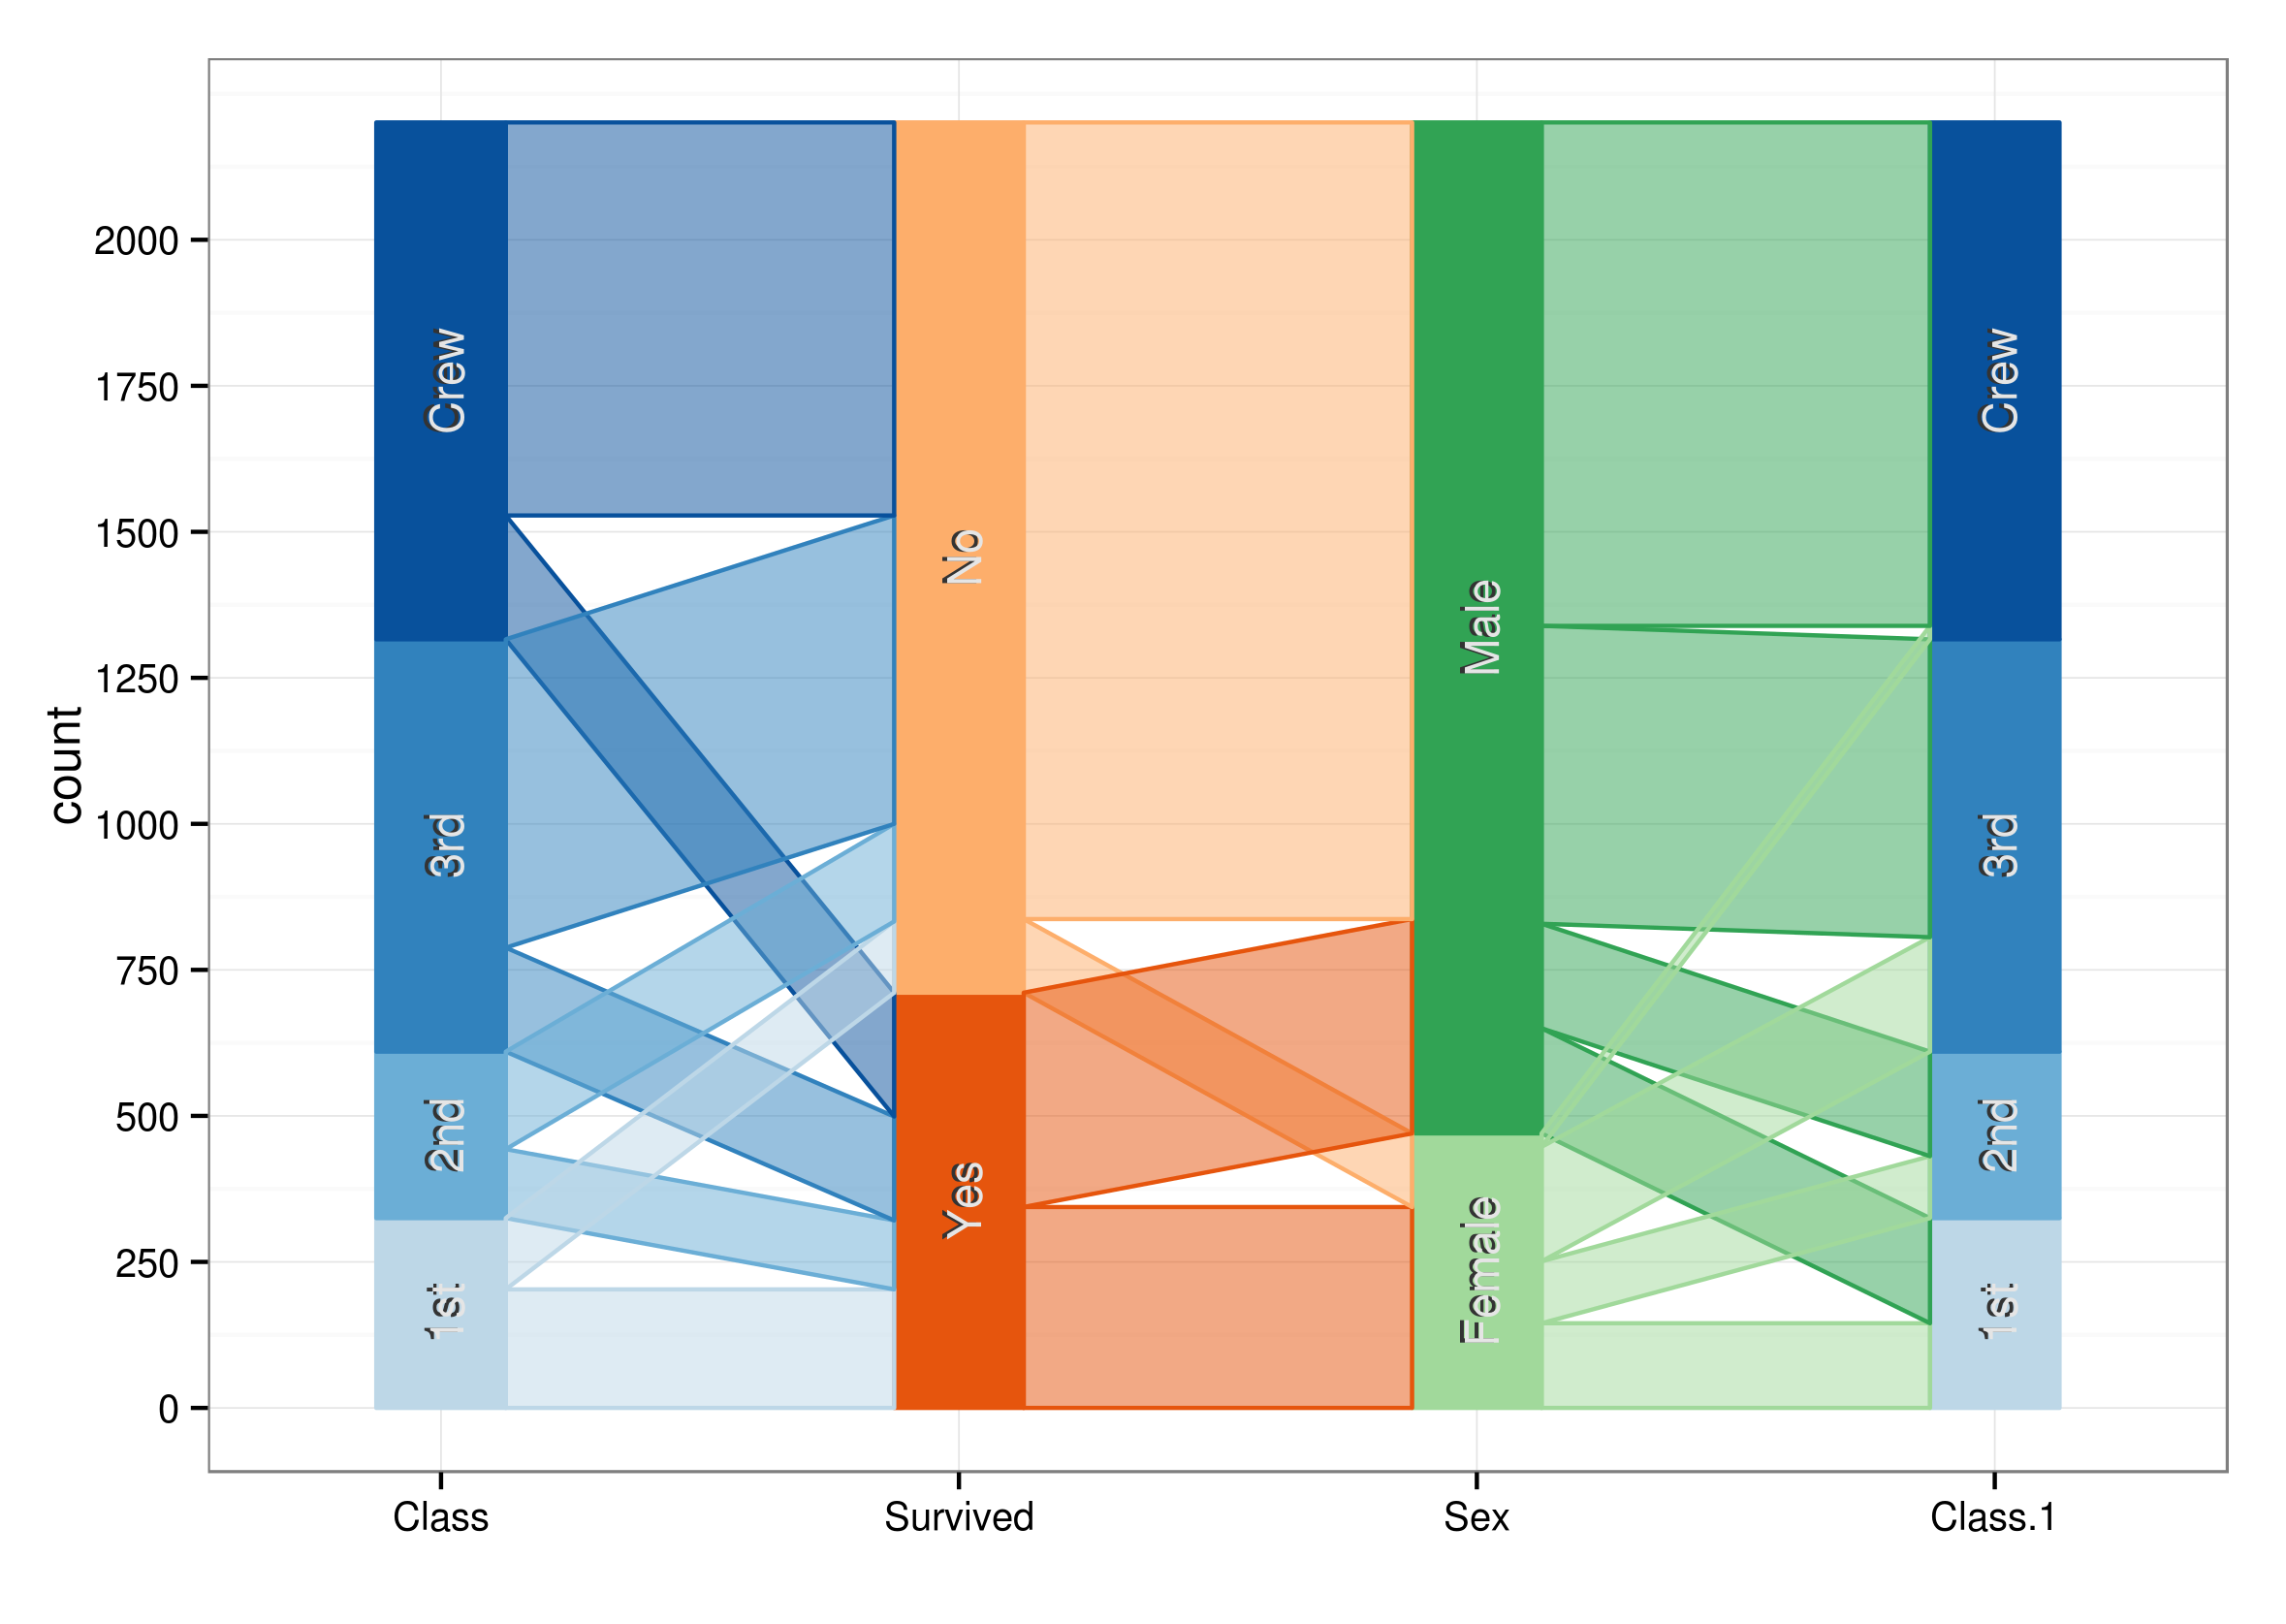 count
2000
1750
1500
1250
1000
750
500
250
0
Crew
3rd
2nd
1st
No
Yes
Male
Female
Crew
3rd
2nd
1st
Class
Survived
Sex
Class.1